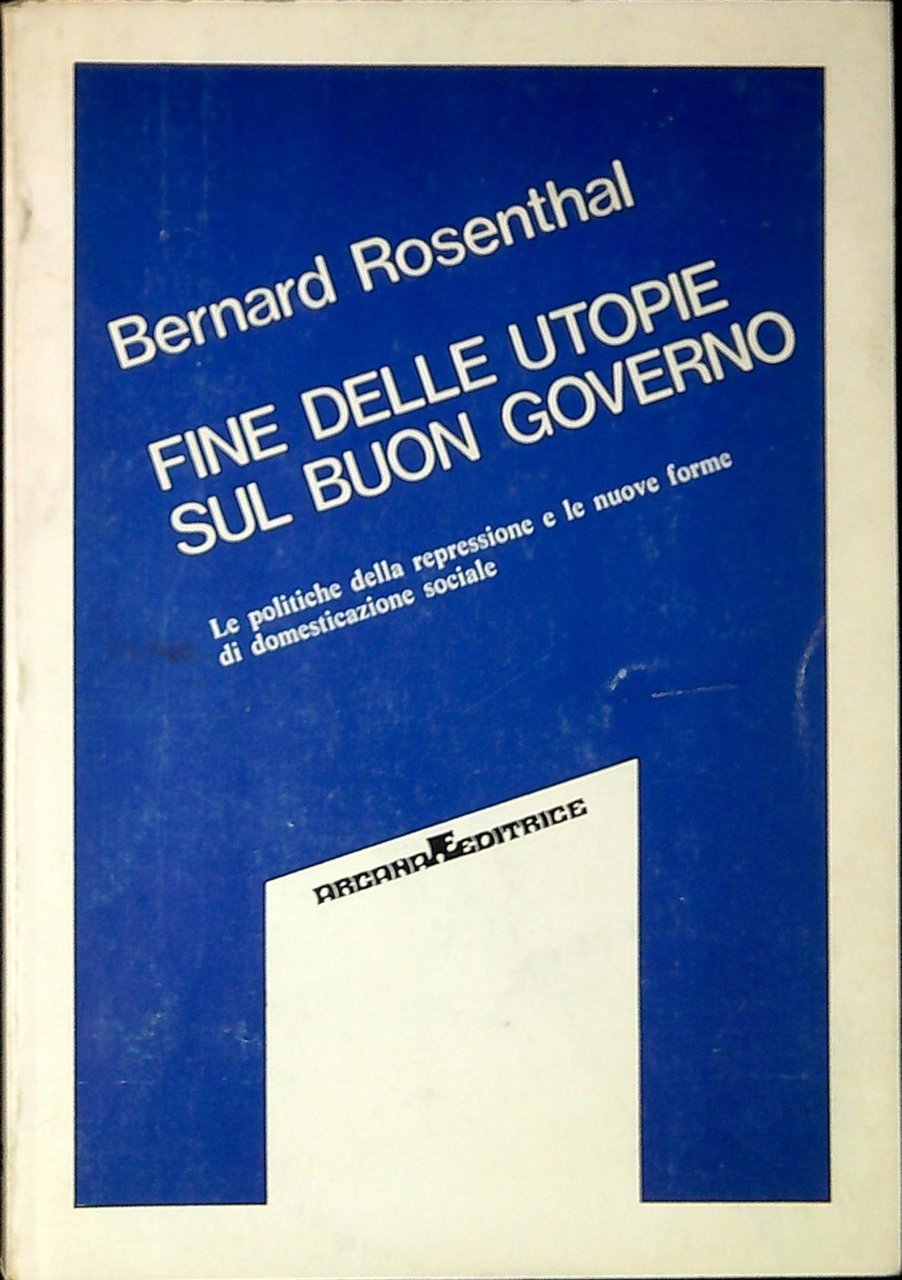 Bernard Rosenthal
FINE DELLE UTOPIE
SUL BUON GOVERNO
Le politiche della repressione e le nuove forme
di domesticazione sociale
ARCANA EDITRICE